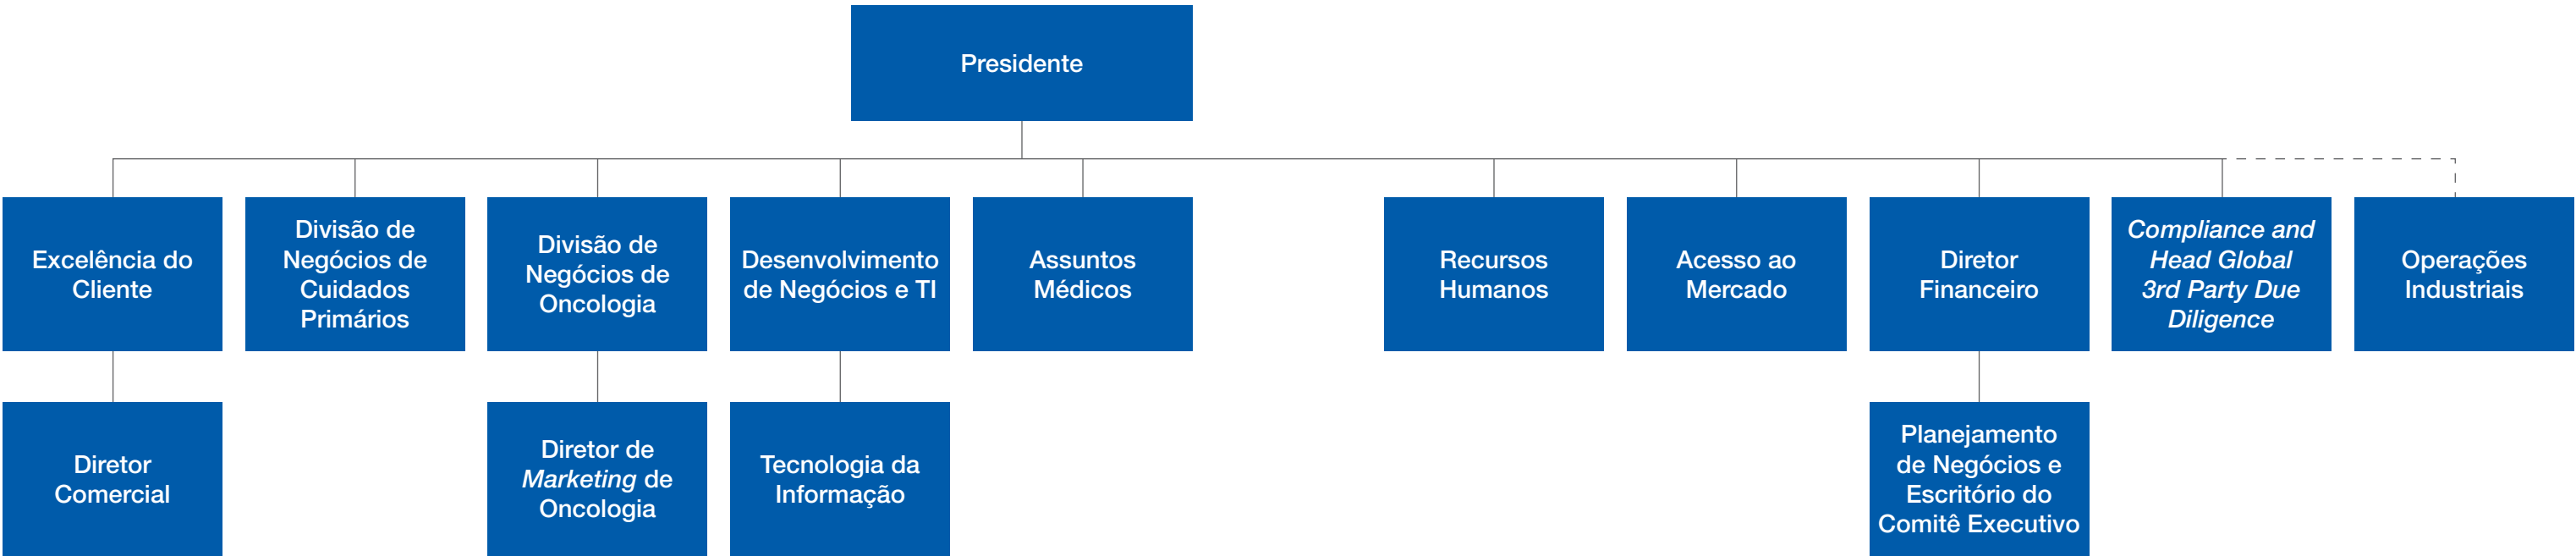 Presidente
Excelência do
Cliente
Divisão de
Negócios de
Cuidados
Primários
Divisão de
Negócios de
Oncologia
Desenvolvimento
de Negócios e TI
Assuntos
Médicos
Recursos
Humanos
Acesso ao
Mercado
Diretor
Financeiro
Compliance and
Head Global
3rd Party Due
Diligence
Operações
Industriais
Diretor
Comercial
Diretor de
Marketing de
Oncologia
Tecnologia da
Informação
Planejamento
de Negócios e
Escritório do
Comitê Executivo